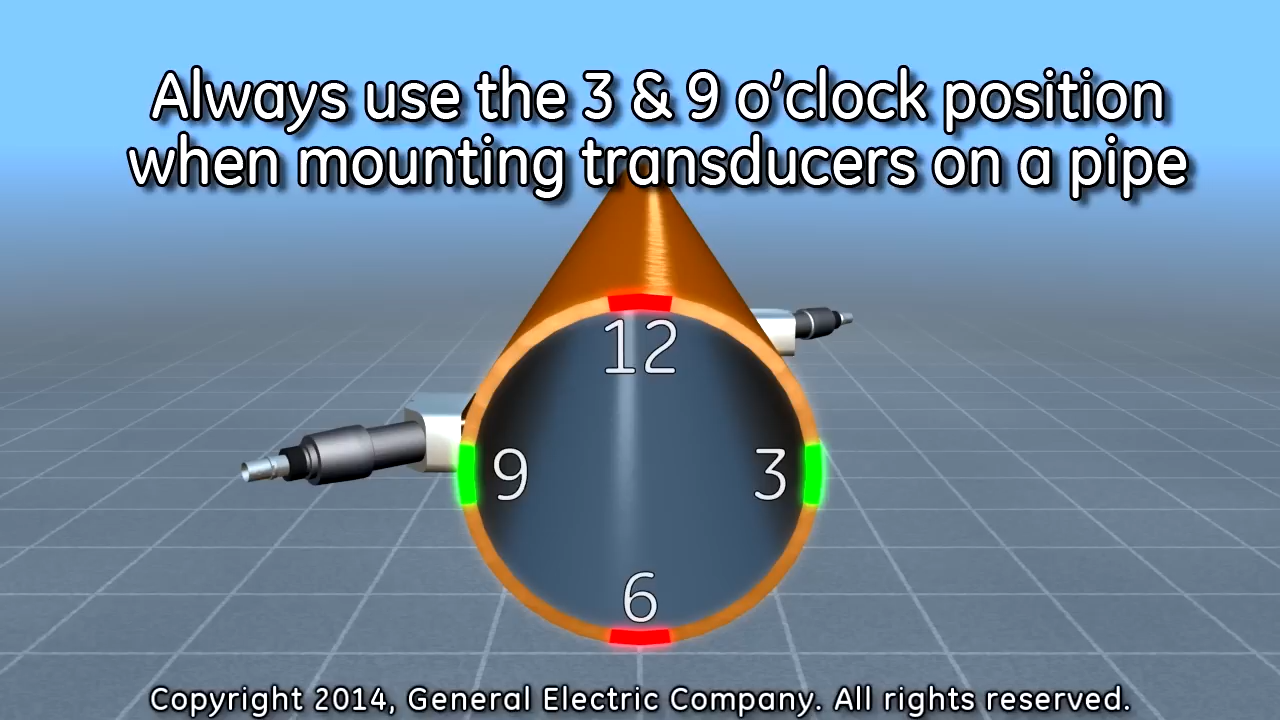 Always use the 3 & 9 o’clock position
when mounting transducers on a pipe
12
9
3
6
Copyright 2014, General Electric Company. All rights reserved.